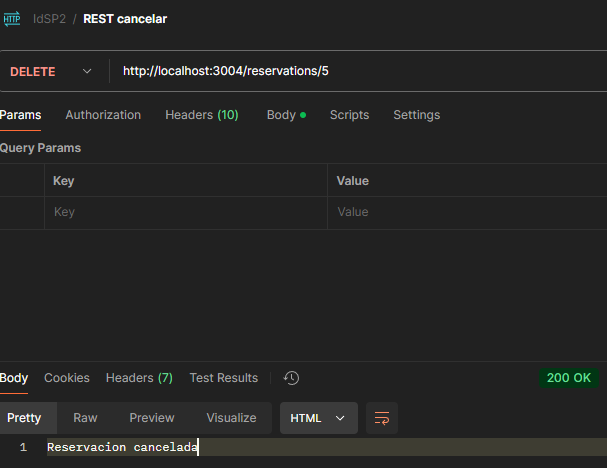 HTTP IdSP2 / REST cancelar
DELETE http://localhost:3004/reservations/5
Params Authorization Headers (10) Body Scripts Settings
Query Params
Key Value
Key Value
Body Cookies Headers (7) Test Results 200 OK
Pretty Raw Preview Visualize HTML
1 Reservacion cancelada